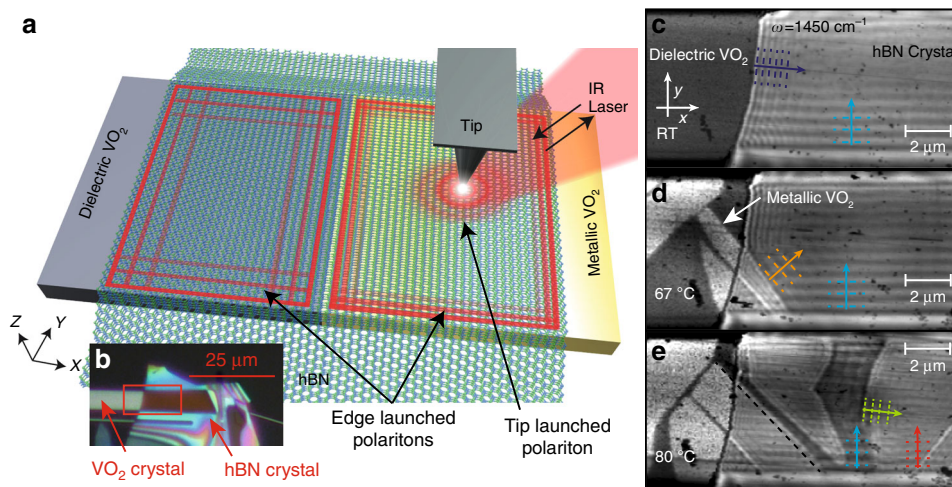 a
Dielectric VO₂
Tip
IR
Laser
Metallic VO₂
Z
Y
X
hBN
Edge launched
polaritons
Tip launched
polariton
b
25 μm
VO₂ crystal
hBN crystal
c
ω=1450 cm⁻¹
Dielectric VO₂
hBN Crysta
y
x
RT
2 μm
d
Metallic VO₂
67 °C
2 μm
e
2 μm
80 °C